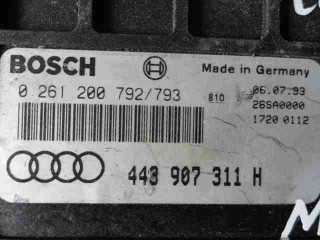 BOSCH Made in Germany
0 261 200 792/793 810 06.07.93
26SA0000
1720 0112
443 907 311 H